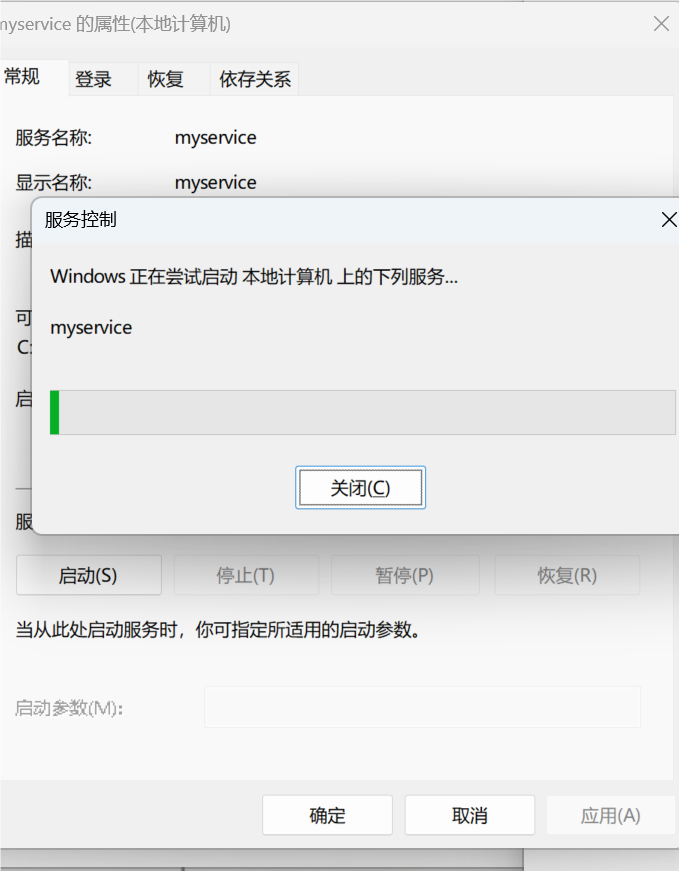 myservice 的属性(本地计算机)
常规 登录 恢复 依存关系
服务名称: myservice
显示名称: myservice
服务控制
描
Windows 正在尝试启动 本地计算机 上的下列服务...
可
myservice
C:
启
关闭(C)
服
启动(S) 停止(T) 暂停(P) 恢复(R)
当从此处启动服务时，你可指定所适用的启动参数。
启动参数(M):
确定 取消 应用(A)